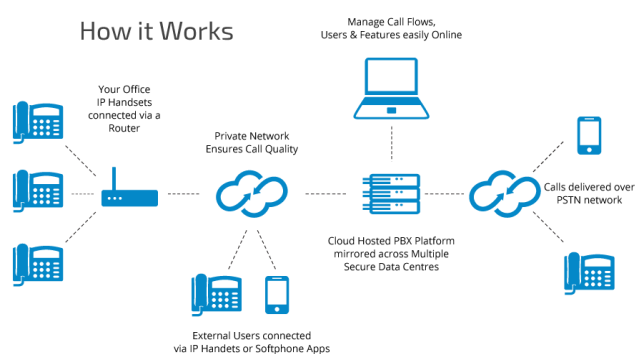 How it Works
Manage Call Flows,
Users & Features easily Online
Your Office
IP Handsets
connected via a
Router
Private Network
Ensures Call Quality
Calls delivered over
PSTN network
Cloud Hosted PBX Platform
mirrored across Multiple
Secure Data Centres
External Users connected
via IP Handets or Softphone Apps